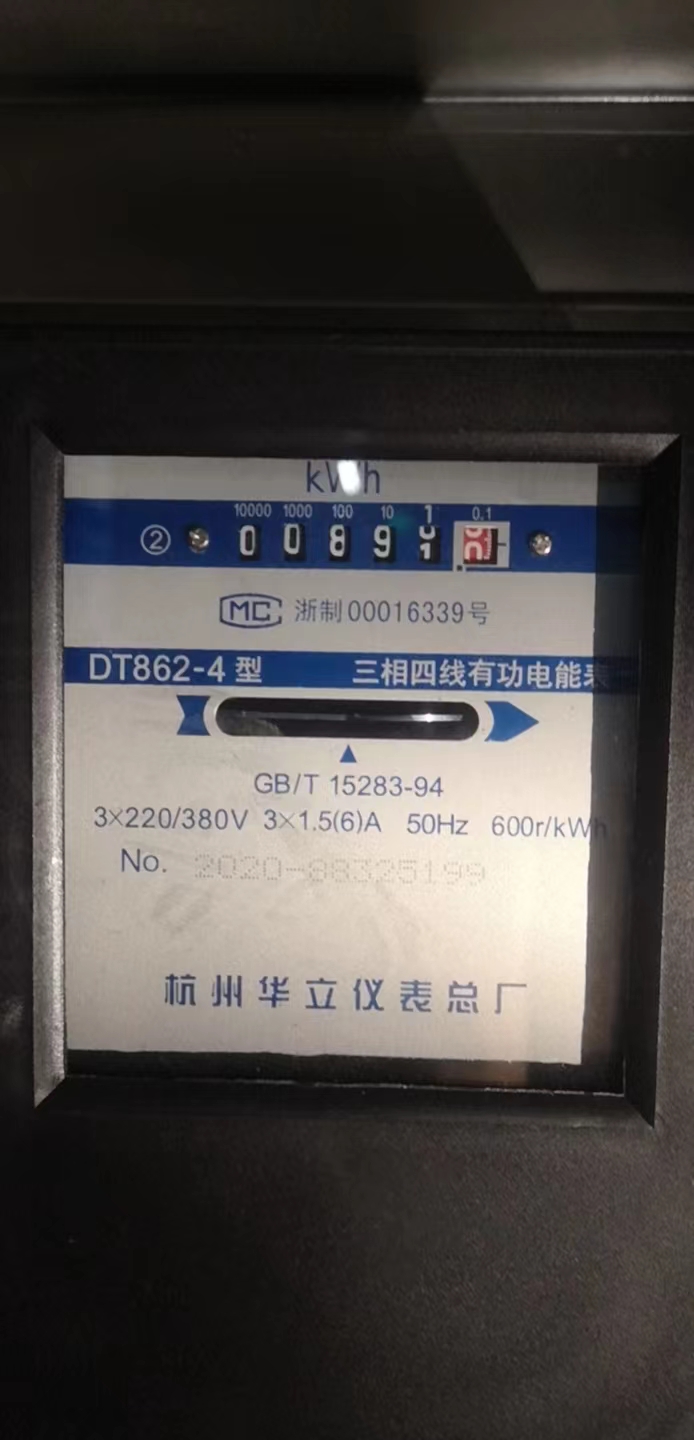 kWh
10000 1000 100 10 1 0.1
② 0 0 8 9
MC 浙制00016339号
DT862-4 型 三相四线有功电能表
GB/T 15283-94
3×220/380V 3×1.5(6)A 50Hz 600r/kWh
No. 2020-88325199
杭州华立仪表总厂